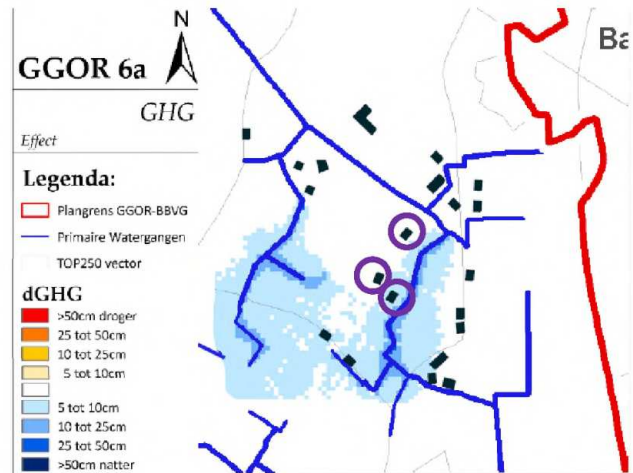 GGOR 6a
N
GHG
Effect
Legenda:
Plangrens GGOR-BBVG
Primaire Watergangen
TOP250 vector
dGHG
>50cm droger
25 tot 50cm
10 tot 25cm
5 tot 10cm
5 tot 10cm
10 tot 25cm
25 tot 50cm
>50cm natter
Ba